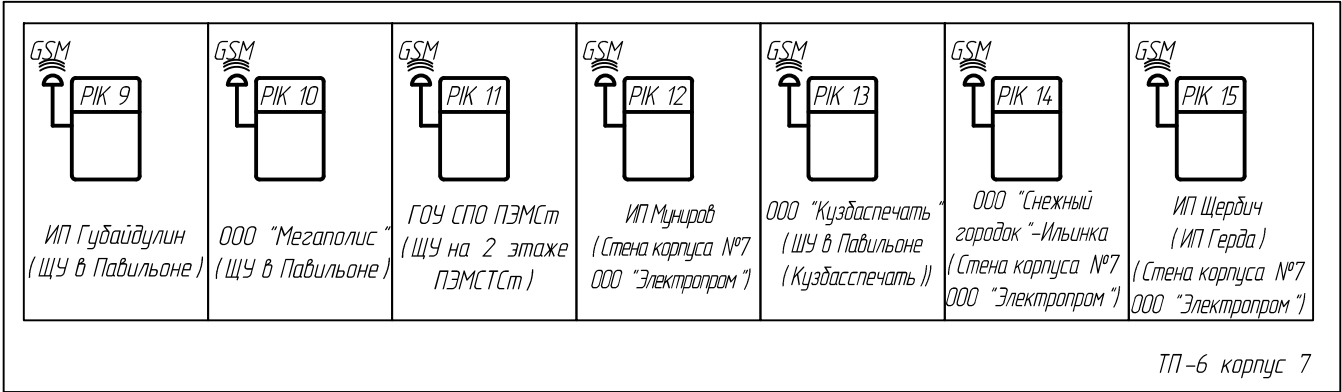 GSM
PIK 9
ИП Губайдулин
(ЩУ в Павильоне)
GSM
PIK 10
ООО "Мегаполис"
(ЩУ в Павильоне)
GSM
PIK 11
ГОУ СПО ПЭМСт
(ЩУ на 2 этаже
ПЭМСТСт)
GSM
PIK 12
ИП Муниров
(Стена корпуса №7
ООО "Электропром")
GSM
PIK 13
ООО "Кузбаспечать"
(ШУ в Павильоне
(Кузбасспечать))
GSM
PIK 14
ООО "Снежный
городок"-Ильинка
(Стена корпуса №7
ООО "Электропром")
GSM
PIK 15
ИП Щербич
(ИП Герда)
(Стена корпуса №7
ООО "Электропром")
ТП-6 корпус 7